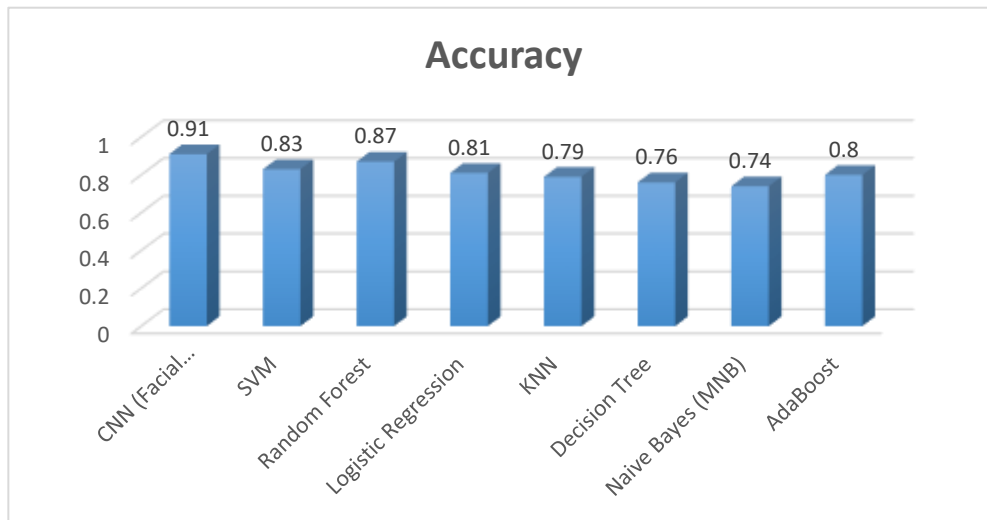 Accuracy
0.91
0.83
0.87
0.81
0.79
0.76
0.74
0.8
1
0.8
0.6
0.4
0.2
0
CNN (Facial...
SVM
Random Forest
Logistic Regression
KNN
Decision Tree
Naive Bayes (MNB)
AdaBoost